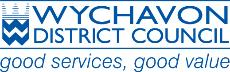 WYCHAVON
DISTRICT COUNCIL
good services, good value